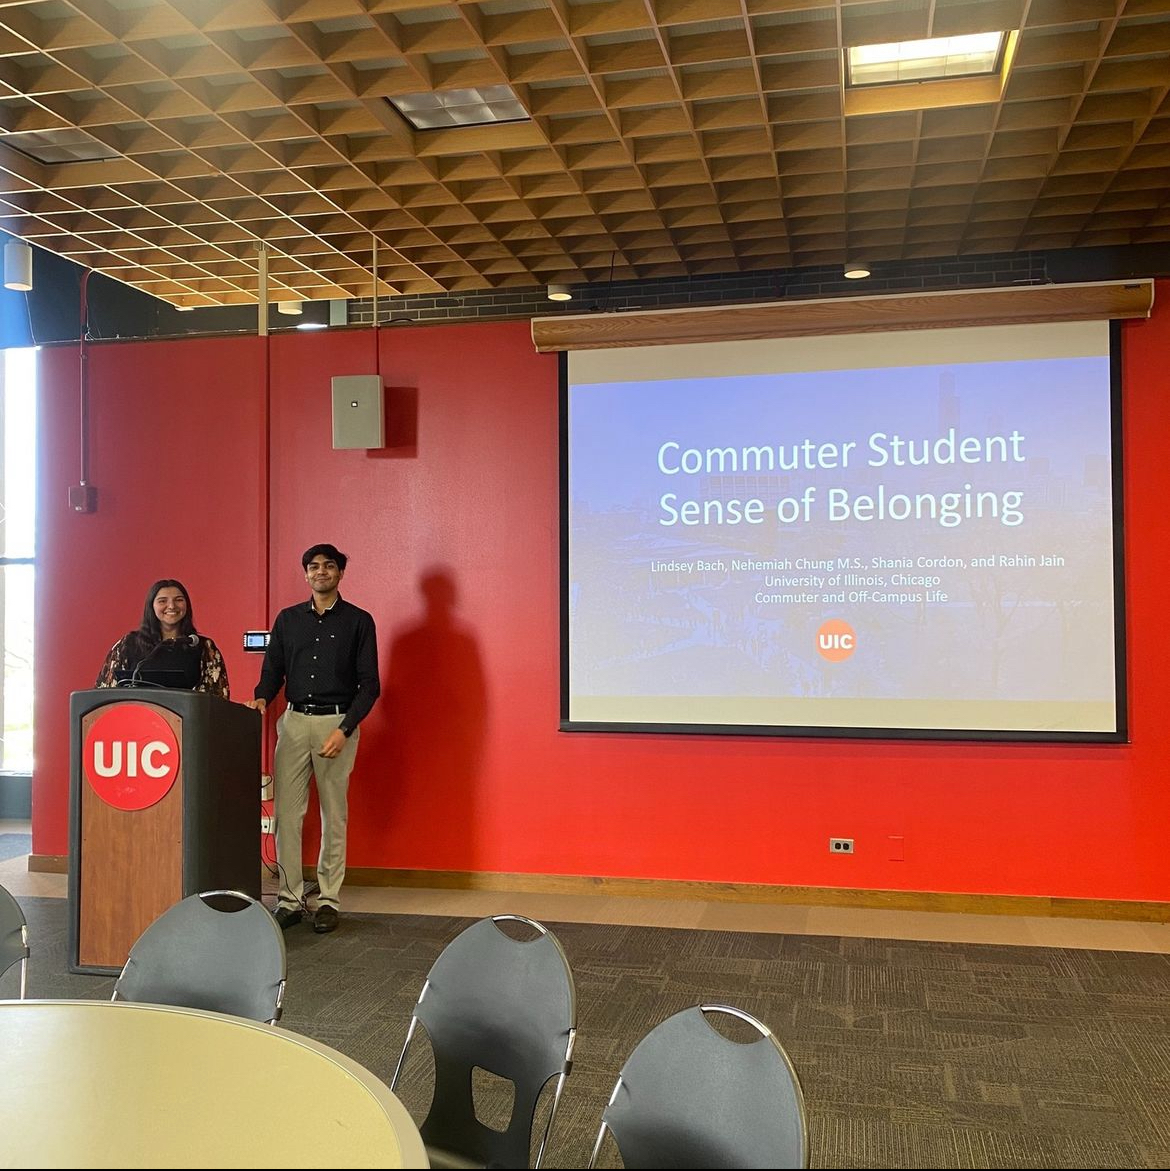 Commuter Student
Sense of Belonging
Lindsey Bach, Nehemiah Chung M.S., Shania Cordon, and Rahin Jain
University of Illinois, Chicago
Commuter and Off-Campus Life
UIC
UIC